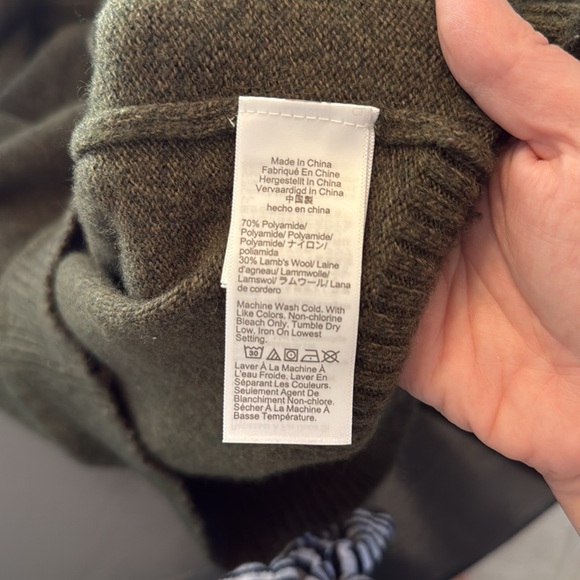 Made In China
Fabriqué En Chine
Hergestellt In China
Vervaardigd In China
中国製
hecho en china
70% Polyamide/
Polyamide/ Polyamide/
Polyamide/ ナイロン/
poliamida
30% Lamb's Wool/ Laine
d'agneau/ Lammwolle/
Lamswol/ ラムウール/ Lana
de cordero
Machine Wash Cold. With
Like Colors. Non-chlorine
Bleach Only. Tumble Dry
Low. Iron On Lowest
Setting.
Laver À La Machine À
L'eau Froide. Laver En
Séparant Les Couleurs.
Seulement Agent De
Blanchiment Non-chlore.
Sécher À La Machine À
Basse Température.